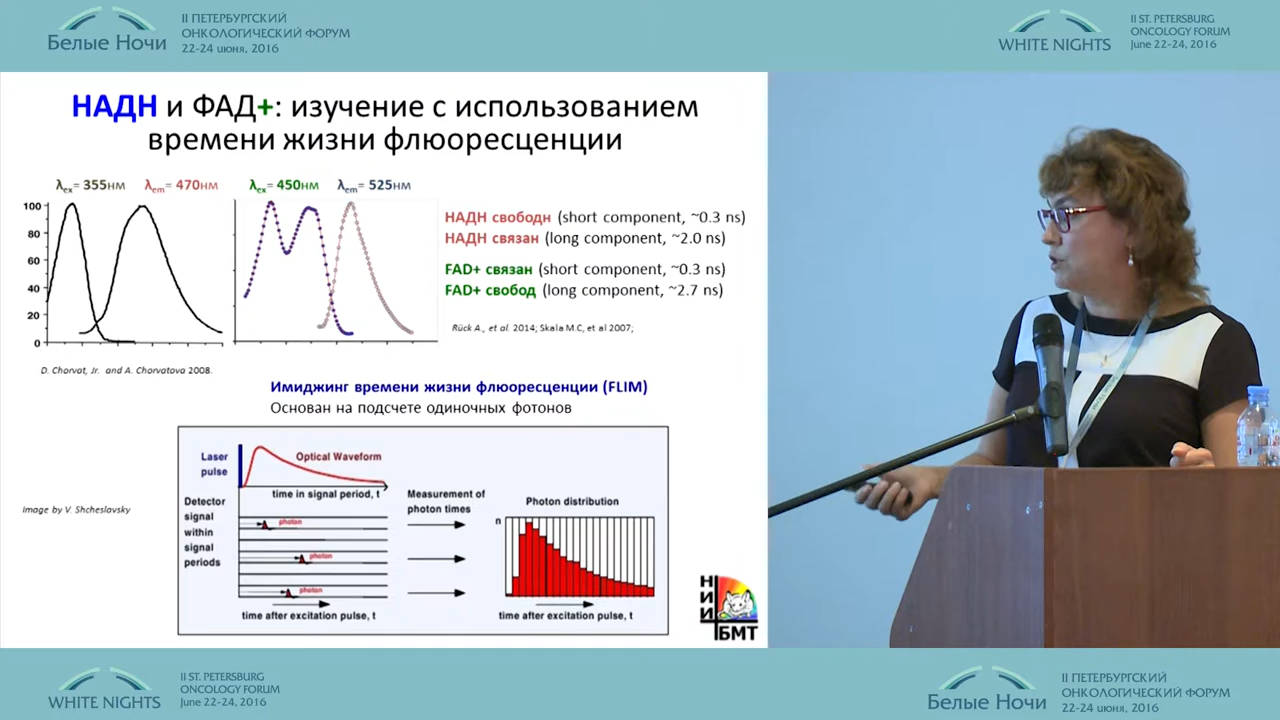 Белые Ночи
II ПЕТЕРБУРГСКИЙ
ОНКОЛОГИЧЕСКИЙ ФОРУМ
22-24 июня, 2016
WHITE NIGHTS
II ST. PETERSBURG
ONCOLOGY FORUM
June 22-24, 2016
НАДН и ФАД+: изучение с использованием
времени жизни флюоресценции
λex= 355нм λem= 470нм λex= 450нм λem= 525нм
100
80
60
40
20
0
НАДН свободн (short component, ~0.3 ns)
НАДН связан (long component, ~2.0 ns)
FAD+ связан (short component, ~0.3 ns)
FAD+ свобод (long component, ~2.7 ns)
Rück A., et al. 2014; Skala M.C, et al 2007;
D. Chorvat, Jr. and A. Chorvatova 2008.
Имиджинг времени жизни флюоресценции (FLIM)
Основан на подсчете одиночных фотонов
Laser
pulse
Optical Waveform
time in signal period, t
Detector
signal
within
signal
periods
photon
photon
photon
time after excitation pulse, t
Measurement of
photon times
Photon distribution
n
time after excitation pulse, t
Image by V. Shcheslavsky
НИИ
БМТ
WHITE NIGHTS
II ST. PETERSBURG
ONCOLOGY FORUM
June 22-24, 2016
Белые Ночи
II ПЕТЕРБУРГСКИЙ
ОНКОЛОГИЧЕСКИЙ ФОРУМ
22-24 июня, 2016